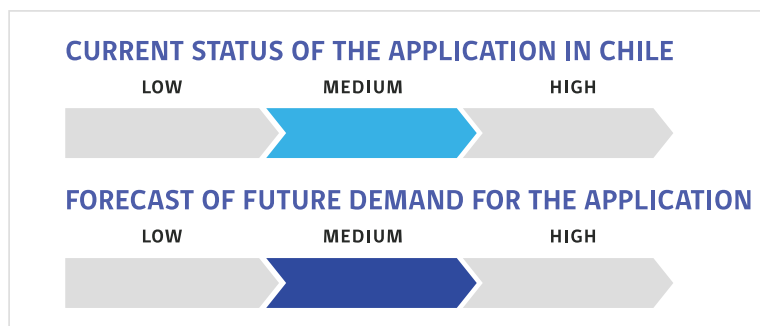 CURRENT STATUS OF THE APPLICATION IN CHILE
LOW MEDIUM HIGH
FORECAST OF FUTURE DEMAND FOR THE APPLICATION
LOW MEDIUM HIGH